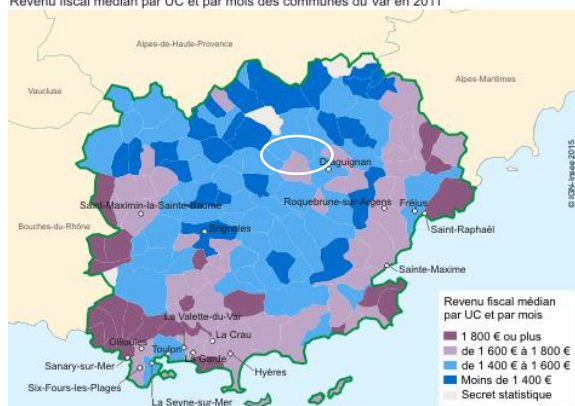 Revenu fiscal médian par UC et par mois des communes du Var en 2011
Alpes-de-Haute-Provence
Vaucluse
Alpes-Maritimes
© IGN-Insee 2015
Draguignan
Saint-Maximin-la-Sainte-Baume
Roquebrune-sur-Argens
Fréjus
Bouches-du-Rhône
Saint-Raphaël
Brignoles
Sainte-Maxime
La Valette-du-Var
La Crau
Ollioules
Toulon
La Garde
Sanary-sur-Mer
Hyères
Six-Fours-les-Plages
La Seyne-sur-Mer
Revenu fiscal médian
par UC et par mois
1 800 € ou plus
de 1 600 € à 1 800 €
de 1 400 € à 1 600 €
Moins de 1 400 €
Secret statistique